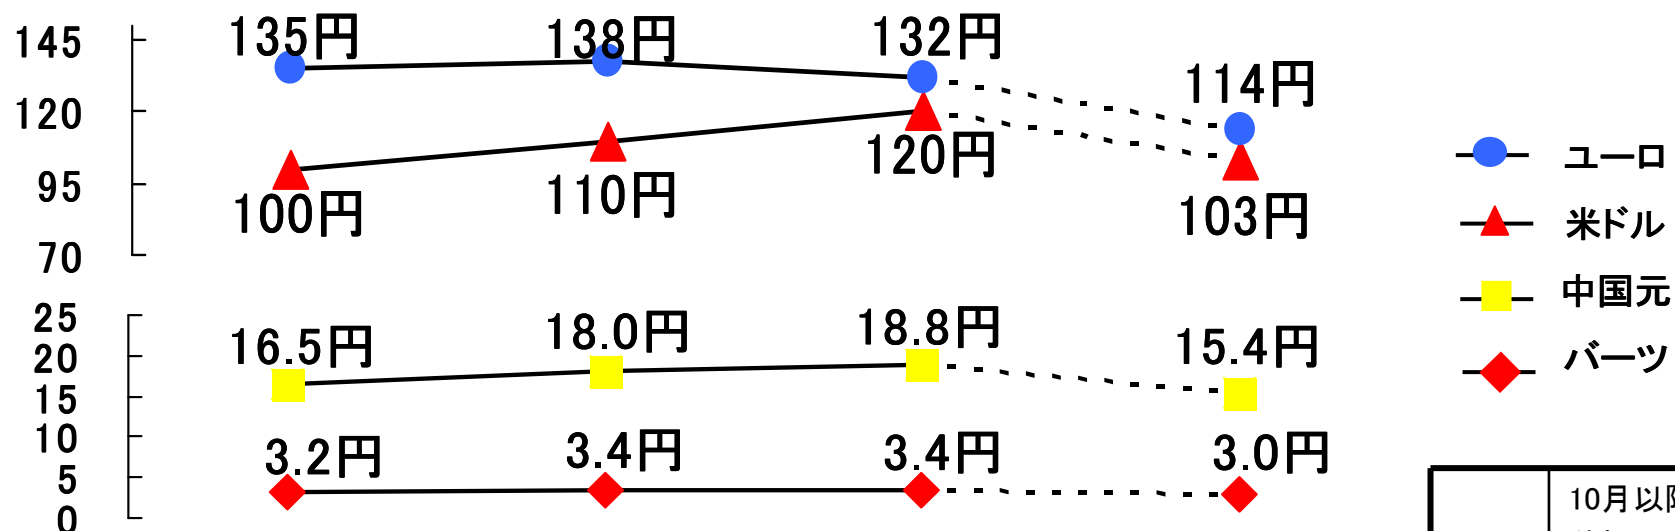 145
120
95
70
135円
138円
132円
114円
100円
110円
120円
103円
25
20
15
10
5
0
16.5円
18.0円
18.8円
15.4円
3.2円
3.4円
3.4円
3.0円
ユーロ
米ドル
中国元
バーツ
10月以